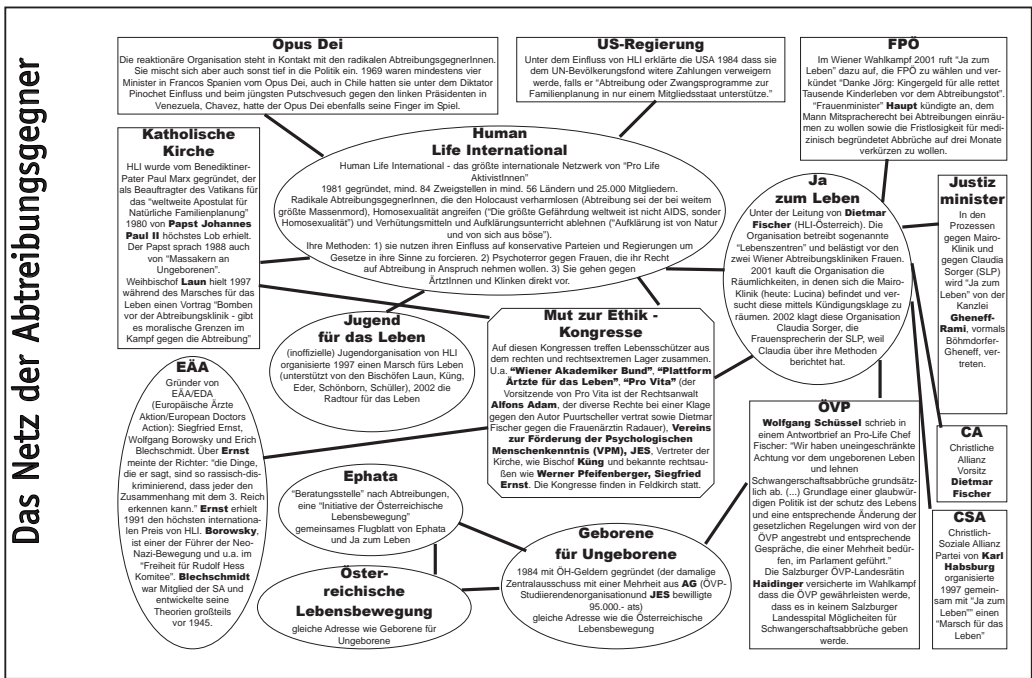 Das Netz der Abtreibungsgegner
Opus Dei
Die reaktionäre Organisation steht in Kontakt mit den radikalen AbtreibungsgegnerInnen.
Sie mischt sich aber auch sonst tief in die Politik ein. 1969 waren mindestens vier
Minister in Francos Spanien vom Opus Dei, auch in Chile hatten sie unter dem Diktator
Pinochet Einfluss und beim jüngsten Putschvesuch gegen den linken Präsidenten in
Venezuela, Chavez, hatte der Opus Dei ebenfalls seine Finger im Spiel.
US-Regierung
Unter dem Einfluss von HLI erklärte die USA 1984 dass sie
dem UN-Bevölkerungsfond weitere Zahlungen verweigern
werde, falls er "Abtreibung oder Zwangsprogramme zur
Familienplanung in nur einem Mitgliedsstaat unterstütze."
FPÖ
Im Wiener Wahlkampf 2001 ruft "Ja zum
Leben" dazu auf, die FPÖ zu wählen und ver-
kündet "Danke Jörg: Kingergeld für alle rettet
Tausende Kinderleben vor dem Abtreibungstot".
"Frauenminister" Haupt kündigte an, dem
Mann Mitspracherecht bei Abtreibungen einräu-
men zu wollen sowie die Fristlosigkeit für medi-
zinisch begründetet Abbrüche auf drei Monate
verkürzen zu wollen.
Katholische
Kirche
HLI wurde vom Benediktiner-
Pater Paul Marx gegründet, der
als Beauftragter des Vatikans für
das "weltweite Apostulat für
Natürliche Familienplanung"
1980 von Papst Johannes
Paul II höchstes Lob erhielt.
Der Papst sprach 1988 auch
von "Massakern an
Ungeborenen".
Weihbischof Laun hielt 1997
während des Marsches für das
Leben einen Vortrag "Bomben
vor der Abtreibungsklinik - gibt
es moralische Grenzen im
Kampf gegen die Abtreibung"
Human
Life International
Human Life International - das größte internationale Netzwerk von "Pro Life
AktivistInnen"
1981 gegründet, mind. 84 Zweigstellen in mind. 56 Ländern und 25.000 Mitgliedern.
Radikale AbtreibungsgegnerInnen, die den Holocaust verharmlosen (Abtreibung sei der bei weitem
größte Massenmord), Homosexualität angreifen ("Die größte Gefährdung weltweit ist nicht AIDS, sonder
Homosexualität") und Verhütungsmitteln und Aufklärungsunterricht ablehnen ("Aufklärung ist von Natur
und von sich aus böse").
Ihre Methoden: 1) sie nutzen ihren Einfluss auf konservative Parteien und Regierungen um
Gesetze in ihre Sinne zu forcieren. 2) Psychoterror gegen Frauen, die ihr Recht
auf Abtreibung in Anspruch nehmen wollen. 3) Sie gehen gegen
ÄrtztInnen und Klinken direkt vor.
Ja
zum Leben
Unter der Leitung von Dietmar
Fischer (HLI-Österreich). Die
Organisation betreibt sogenannte
"Lebenszentren" und belästigt vor den
zwei Wiener Abtreibungskliniken Frauen.
2001 kauft die Organisation die
Räumlichkeiten, in denen sich die Mairo-
Klinik (heute: Lucina) befindet und ver-
sucht diese mittels Kündigungsklage zu
räumen. 2002 klagt diese Organisation
Claudia Sorger, die
Frauensprecherin der SLP, weil
Claudia über ihre Methoden
berichtet hat.
Justiz
minister
In den
Prozessen
gegen Mairo-
Klinik und
gegen Claudia
Sorger (SLP)
wird "Ja zum
Leben" von der
Kanzlei
Gheneff-
Rami, vormals
Böhmdorfer-
Gheneff, ver-
treten.
Jugend
für das Leben
(inoffizielle) Jugendorganisation von HLI
organisierte 1997 einen Marsch fürs Leben
(unterstützt von den Bischöfen Laun, Küng,
Eder, Schönborn, Schüller), 2002 die
Radtour für das Leben
Mut zur Ethik -
Kongresse
Auf diesen Kongressen treffen Lebensschützer aus
dem rechten und rechtsextremen Lager zusammen.
U.a. "Wiener Akademiker Bund", "Plattform
Ärtzte für das Leben", "Pro Vita" (der
Vorsitzende von Pro Vita ist der Rechtsanwalt
Alfons Adam, der diverse Rechte bei einer Klage
gegen den Autor Puurtscheller vertrat sowie Dietmar
Fischer gegen die Frauenärztin Radauer), Vereins
zur Förderung der Psychologischen
Menschenkenntnis (VPM), JES, Vertreter der
Kirche, wie Bischof Küng und bekannte rechtsau-
ßen wie Werner Pfeifenberger, Siegfried
Ernst. Die Kongresse finden in Feldkirch statt.
EÄA
Gründer von
EÄA/EDA
(Europäische Ärzte
Aktion/European Doctors
Action): Siegfried Ernst,
Wolfgang Borowsky und Erich
Blechschmidt. Über Ernst
meinte der Richter: "die Dinge,
die er sagt, sind so rassisch-dis-
kriminierend, dass jeder den
Zusammenhang mit dem 3. Reich
erkennen kann." Ernst erhielt
1991 den höchsten internationa-
len Preis von HLI. Borowsky,
ist einer der Führer der Neo-
Nazi-Bewegung und u.a. im
"Freiheit für Rudolf Hess
Komitee". Blechschmidt
war Mitglied der SA und
entwickelte seine
Theorien großteils
vor 1945.
Ephata
"Beratungsstelle" nach Abtreibungen,
eine "Initiative der Österreichische
Lebensbewegung"
gemeinsames Flugblatt von Ephata
und Ja zum Leben
Öster-
reichische
Lebensbewegung
gleiche Adresse wie Geborene für
Ungeborene
Geborene
für Ungeborene
1984 mit ÖH-Geldern gegründet (der damalige
Zentralausschuss mit einer Mehrheit aus AG (ÖVP-
Studierendenorganisationund JES bewilligte
95.000.- ats)
gleiche Adresse wie die Österreichische
Lebensbewegung
ÖVP
Wolfgang Schüssel schrieb in
einem Antwortbrief an Pro-Life Chef
Fischer: "Wir haben uneingeschränkte
Achtung vor dem ungeborenen Leben
und lehnen
Schwangerschaftsabbrüche grundsätz-
lich ab. (...) Grundlage einer glaubwür-
digen Politik ist der schutz des Lebens
und eine entsprechende Änderung der
gesetzlichen Regelungen wird von der
ÖVP angestrebt und entsprechende
Gespräche, die einer Mehrheit bedür-
fen, im Parlament geführt."
Die Salzburger ÖVP-Landesrätin
Haidinger versicherte im Wahlkampf
dass die ÖVP gewährleisten werde,
dass es in keinem Salzburger
Landesspital Möglicheiten für
Schwangerschaftsabbrüche geben
werde.
CA
Christliche
Allianz
Vorsitz
Dietmar
Fischer
CSA
Christlich-
Soziale Allianz
Partei von Karl
Habsburg
organisierte
1997 gemein-
sam mit "Ja zum
Leben"" einen
"Marsch für das
Leben"